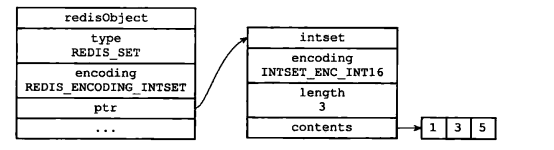 redisObject
type
REDIS_SET
encoding
REDIS_ENCODING_INTSET
ptr
...
intset
encoding
INTSET_ENC_INT16
length
3
contents
1 3 5